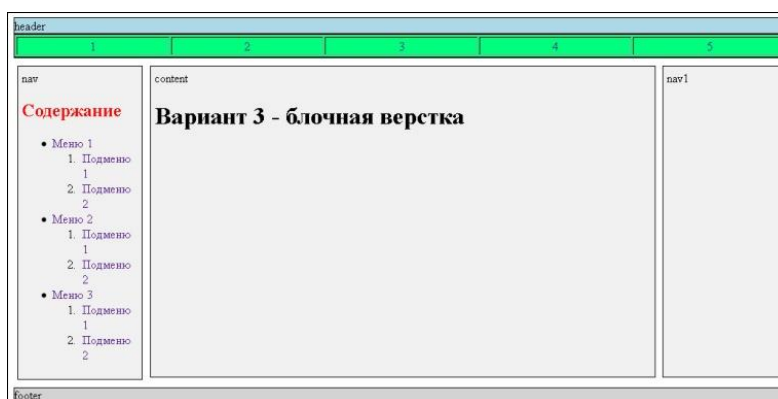 header
1 2 3 4 5
nav
Содержание
Меню 1
1. Подменю
1
2. Подменю
2
Меню 2
1. Подменю
1
2. Подменю
2
Меню 3
1. Подменю
1
2. Подменю
2
content
Вариант 3 - блочная верстка
nav1
footer